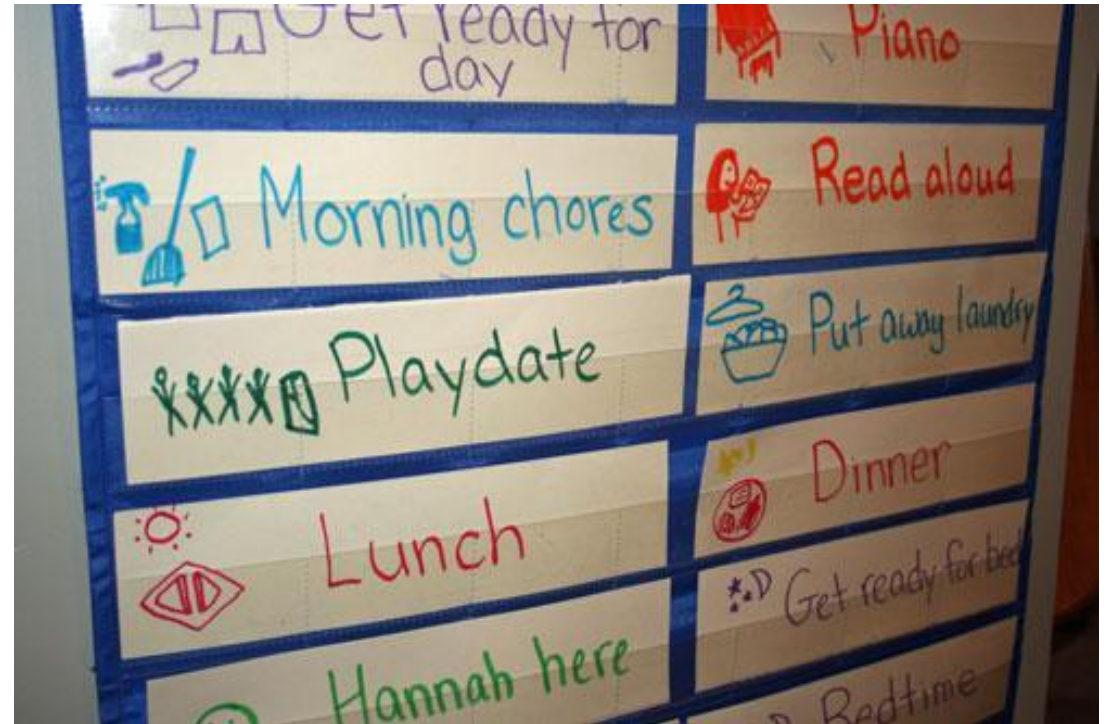 Get ready for
day
Morning chores
Playdate
Lunch
Hannah here
Piano
Read aloud
Put away laundry
Dinner
Get ready for bed
Bedtime